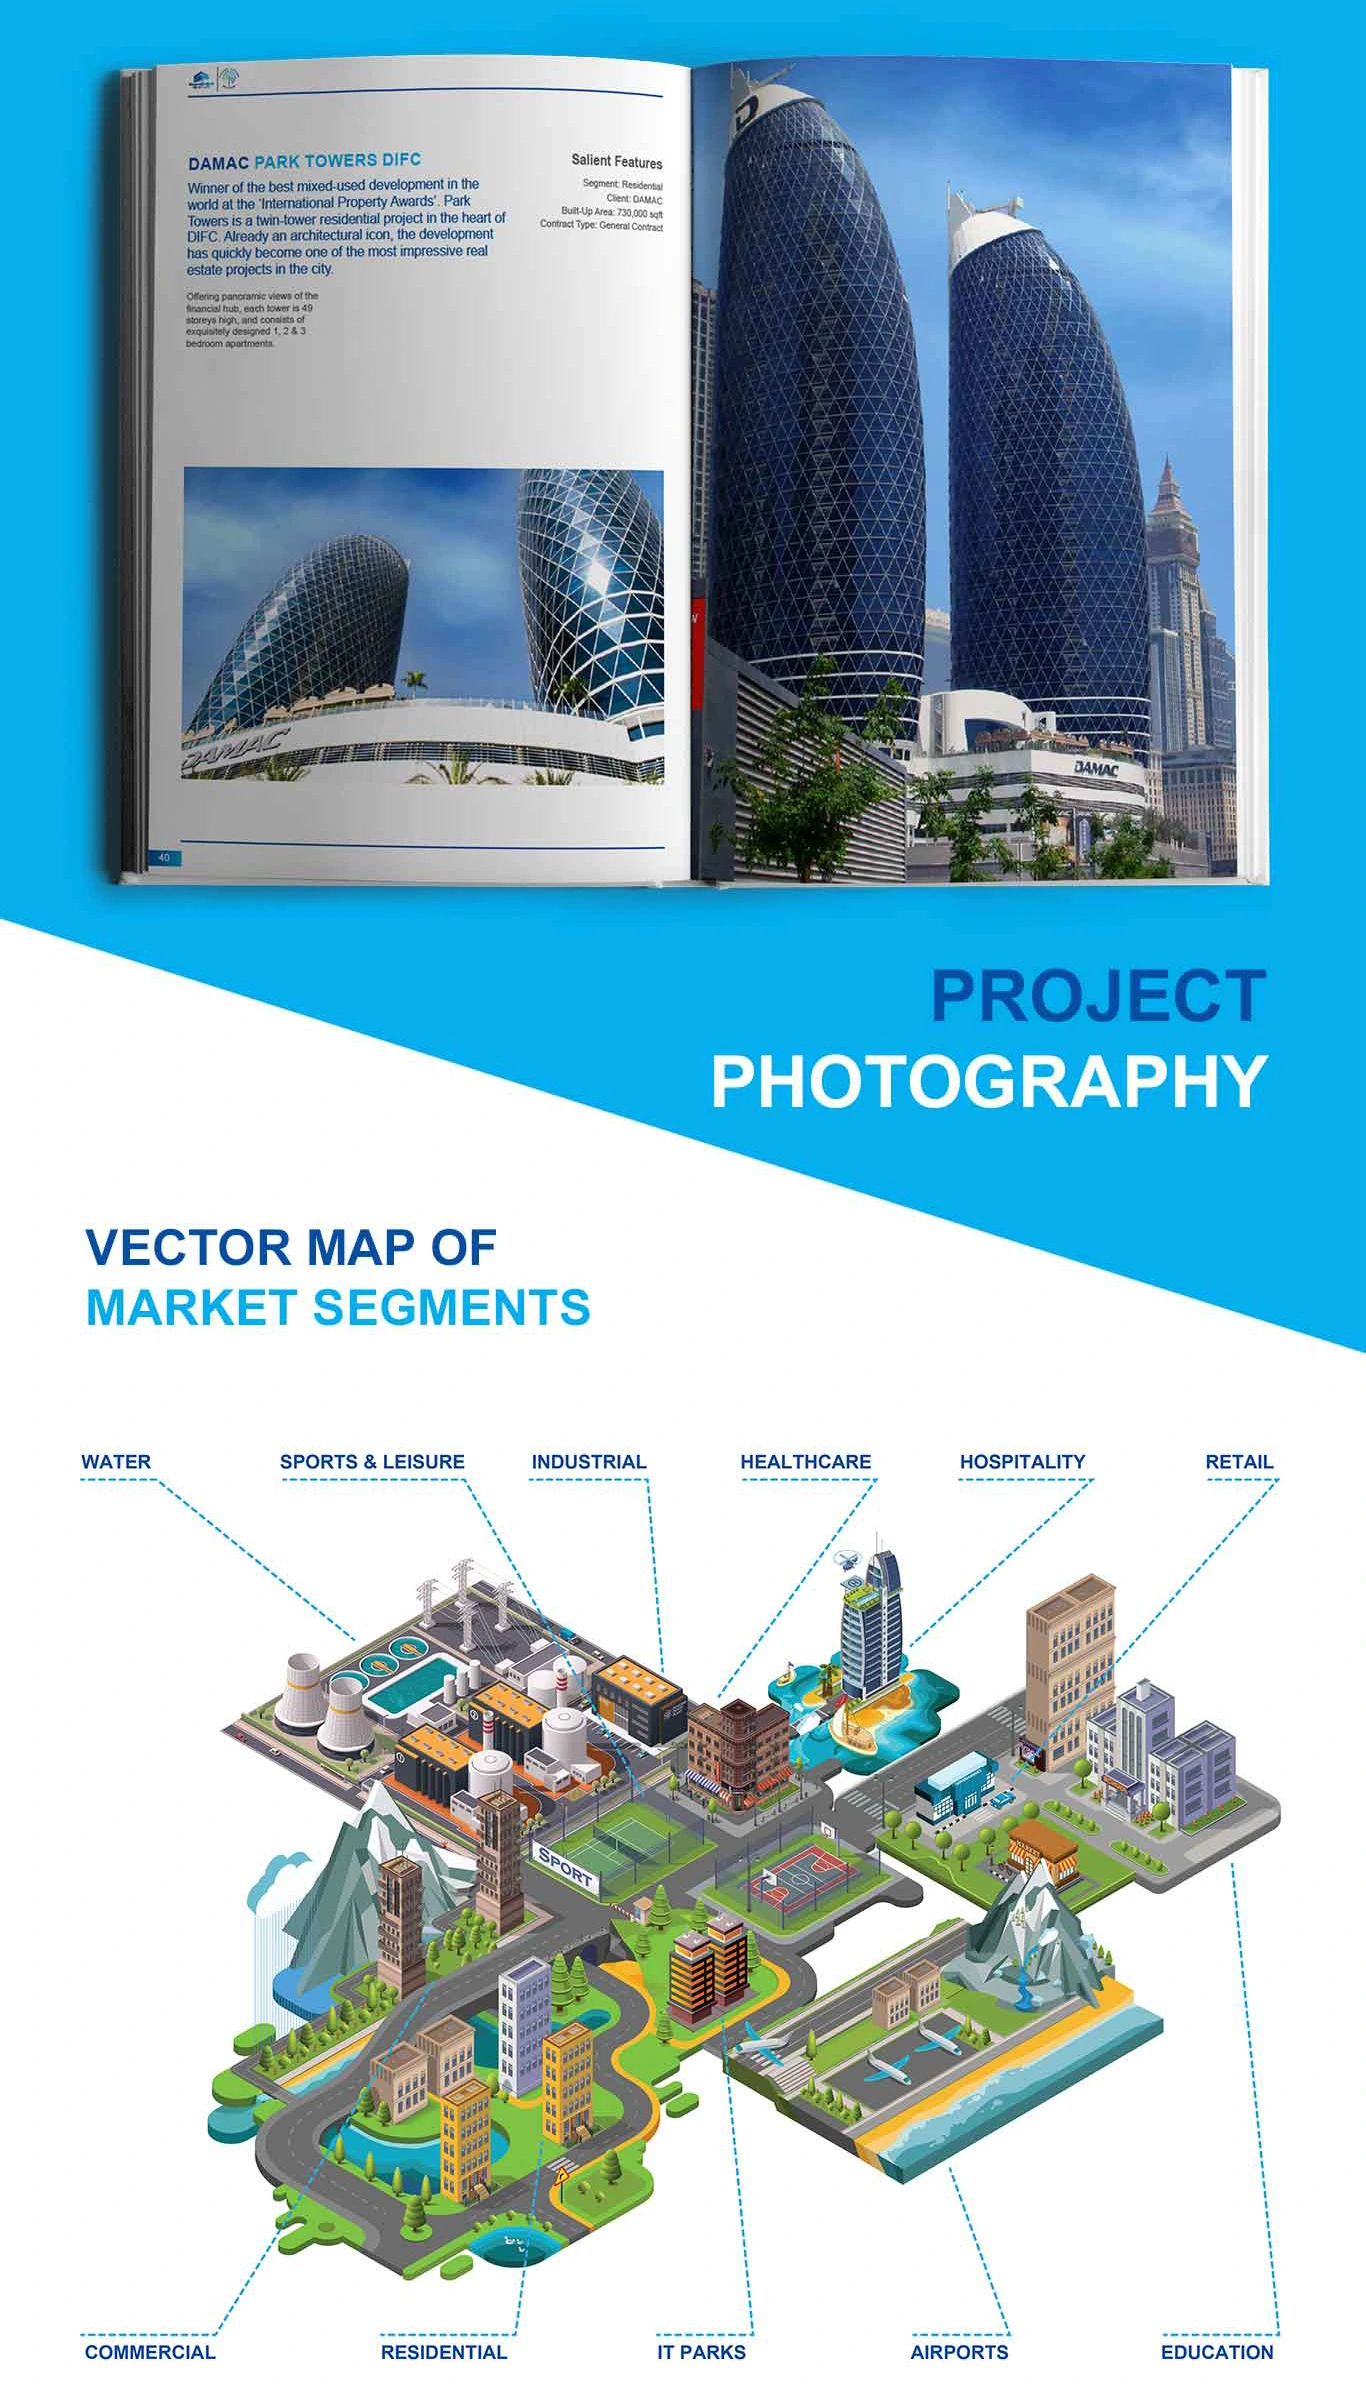 DAMAC PARK TOWERS DIFC
Winner of the best mixed-used development in the
world at the 'International Property Awards'. Park
Towers is a twin-tower residential project in the heart of
DIFC. Already an architectural icon, the development
has quickly become one of the most impressive real
estate projects in the city.
Offering panoramic views of the
financial hub, each tower is 49
storeys high, and consists of
exquisitely designed 1, 2 & 3
bedroom apartments.
Salient Features
Segment: Residential
Client: DAMAC
Built-Up Area: 730,000 sqft
Contract Type: General Contract
DAMAC
40
D
DAMAC
PROJECT
PHOTOGRAPHY
VECTOR MAP OF
MARKET SEGMENTS
WATER
SPORTS & LEISURE
INDUSTRIAL
HEALTHCARE
HOSPITALITY
RETAIL
SPORT
COMMERCIAL
RESIDENTIAL
IT PARKS
AIRPORTS
EDUCATION